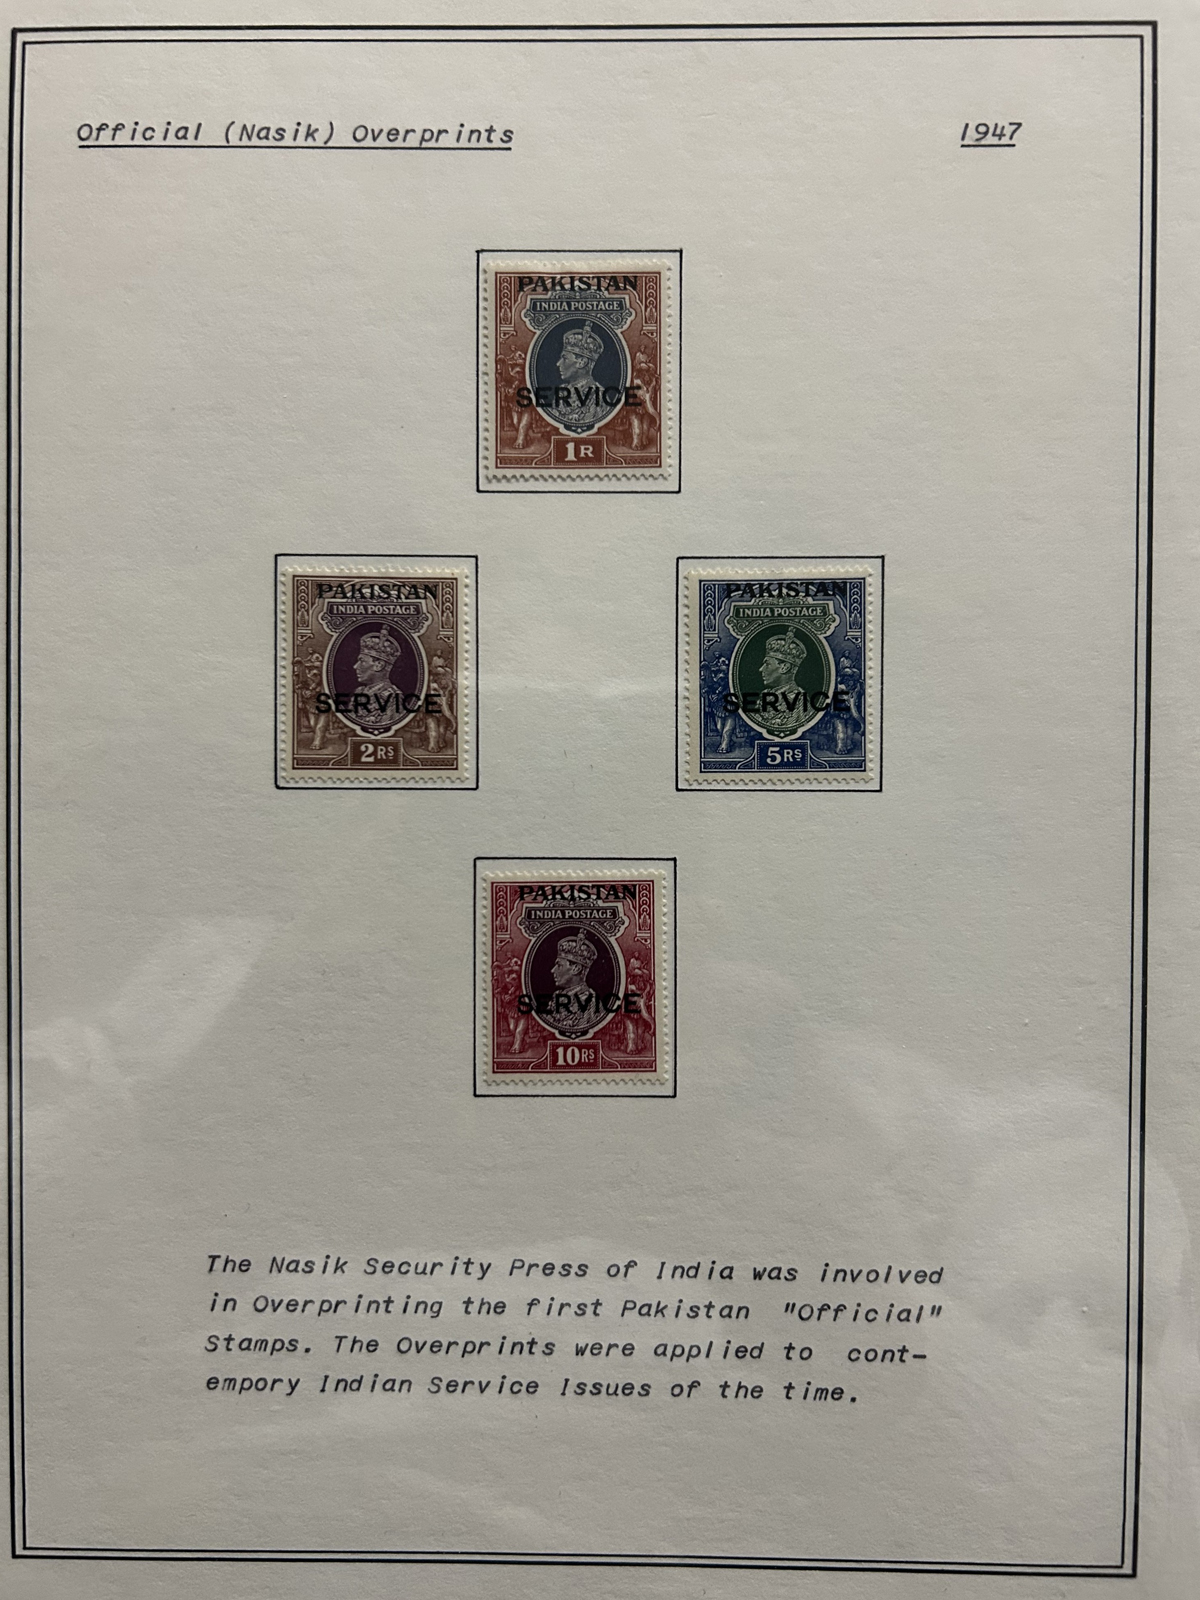 Official (Nasik) Overprints 1947
PAKISTAN
INDIA POSTAGE
SERVICE
1R
PAKISTAN
INDIA POSTAGE
SERVICE
2RS
PAKISTAN
INDIA POSTAGE
SERVICE
5RS
PAKISTAN
INDIA POSTAGE
SERVICE
10RS
The Nasik Security Press of India was involved
in Overprinting the first Pakistan "Official"
Stamps. The Overprints were applied to cont-
empory Indian Service Issues of the time.